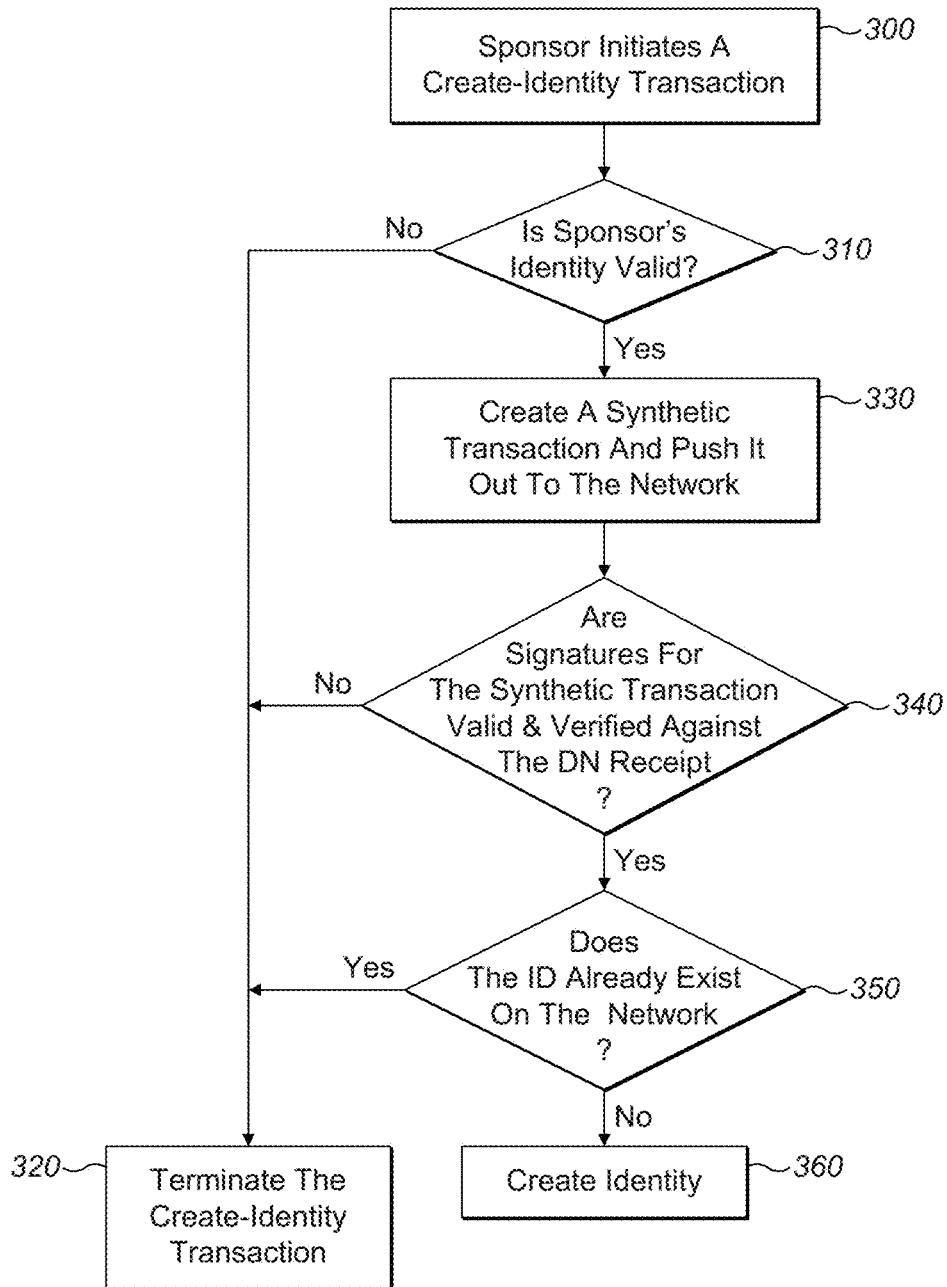 Sponsor Initiates A
Create-Identity Transaction
300
No
Is Sponsor's
Identity Valid?
310
Yes
Create A Synthetic
Transaction And Push It
Out To The Network
330
Are
Signatures For
The Synthetic Transaction
Valid & Verified Against
The DN Receipt
?
No
340
Yes
Does
The ID Already Exist
On The Network
?
Yes
350
No
320
Terminate The
Create-Identity
Transaction
Create Identity
360